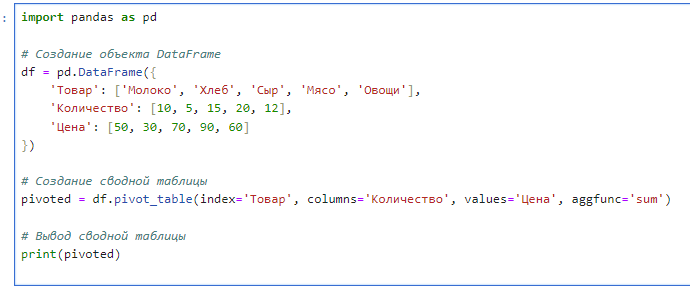 :
import pandas as pd
# Создание объекта DataFrame
df = pd.DataFrame({
    'Товар': ['Молоко', 'Хлеб', 'Сыр', 'Мясо', 'Овощи'],
    'Количество': [10, 5, 15, 20, 12],
    'Цена': [50, 30, 70, 90, 60]
})
# Создание сводной таблицы
pivoted = df.pivot_table(index='Товар', columns='Количество', values='Цена', aggfunc='sum')
# Вывод сводной таблицы
print(pivoted)